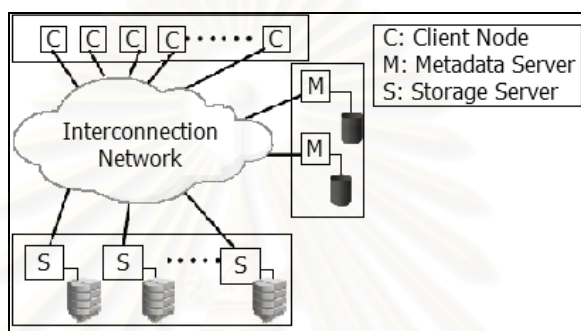 C C C C C
C: Client Node
M: Metadata Server
S: Storage Server
M
Interconnection
Network
M
S S S